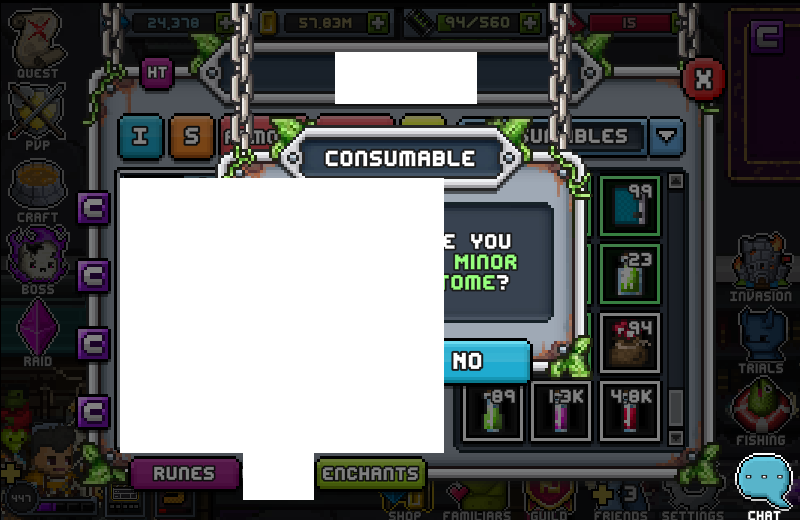 24,378
57.83M
94/560
15
QUEST
HT
X
C
PVP
I
S
CONSUMABLE
99
CRAFT
C
E YOU
MINOR
TOME?
23
BOSS
C
INVASION
94
RAID
C
NO
TRIALS
89
1.3K
4.8K
C
FISHING
RUNES
ENCHANTS
447
3
SHOP
FAMILIARS
GUILD
FRIENDS
SETTINGS
CHAT